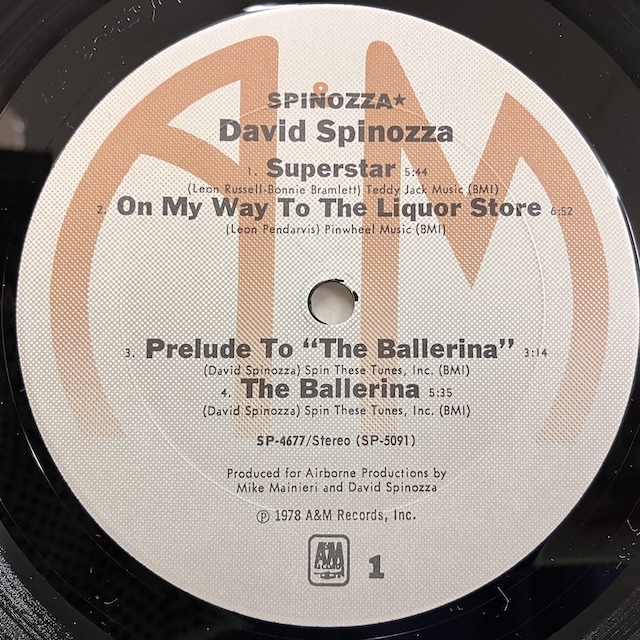 A&M
SPINOZZA★
David Spinozza
1. Superstar 5:44
(Leon Russell-Bonnie Bramlett) Teddy Jack Music (BMI)
2. On My Way To The Liquor Store 6:52
(Leon Pendarvis) Pinwheel Music (BMI)
3. Prelude To “The Ballerina” 3:14
(David Spinozza) Spin These Tunes, Inc. (BMI)
4. The Ballerina 5:35
(David Spinozza) Spin These Tunes, Inc. (BMI)
SP-4677/Stereo (SP-5091)
Produced for Airborne Productions by
Mike Mainieri and David Spinozza
℗ 1978 A&M Records, Inc.
A&M 1